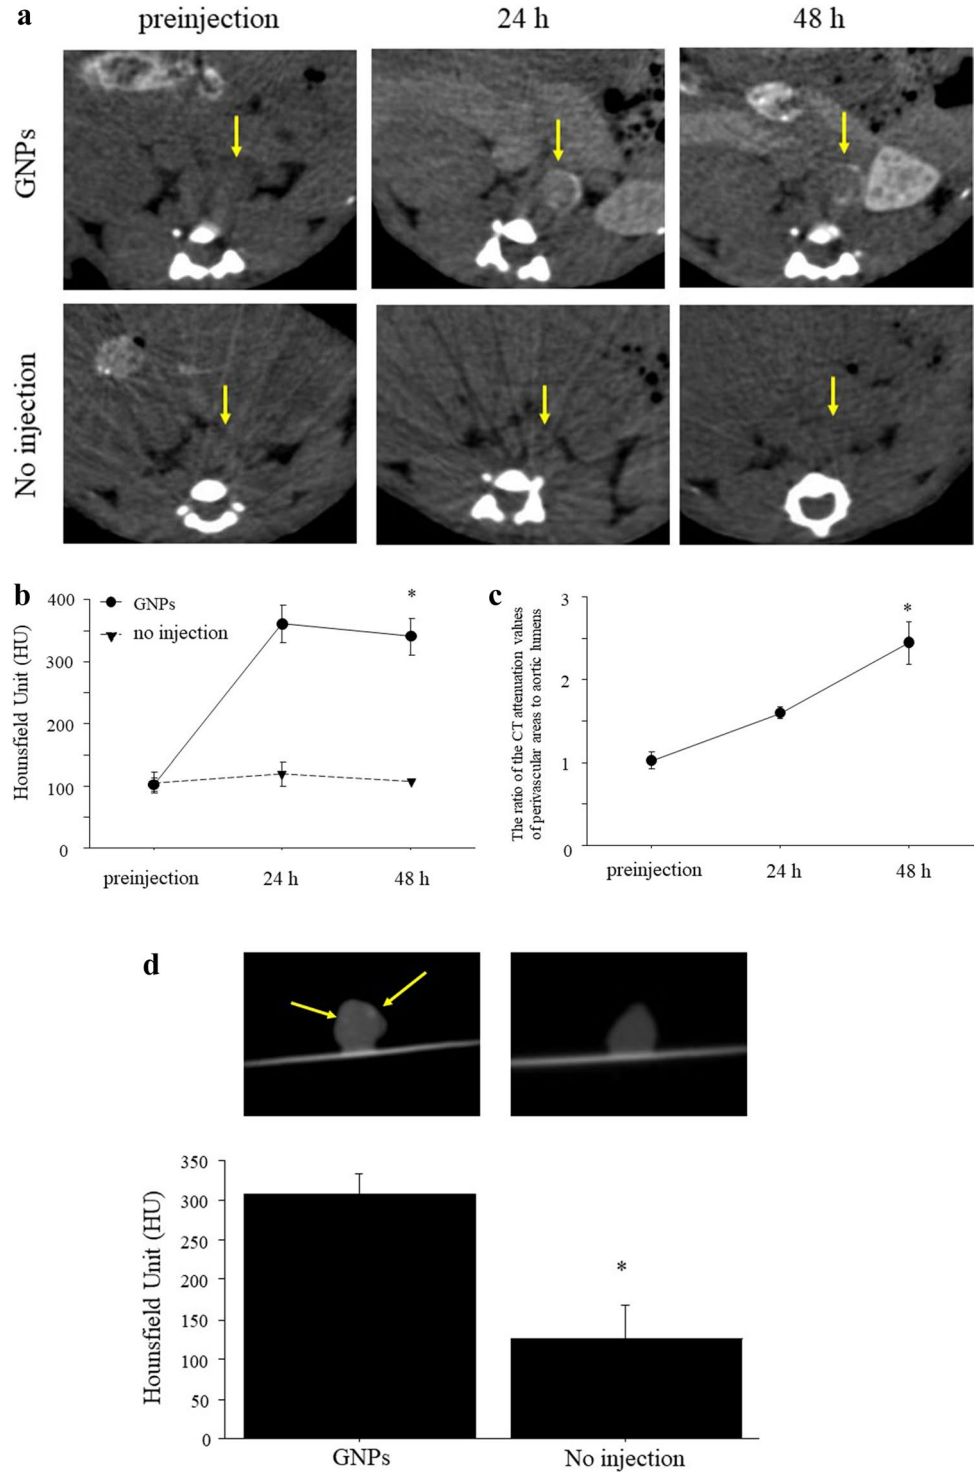 a
preinjection
24 h
48 h
GNPs
No injection
b
400
300
200
100
0
Hounsfield Unit (HU)
GNPs
no injection
*
preinjection
24 h
48 h
c
3
2
1
0
The ratio of the CT attenuation values
of perivascular areas to aortic lumens
*
preinjection
24 h
48 h
d
350
300
250
200
150
100
50
0
Hounsfield Unit (HU)
*
GNPs
No injection